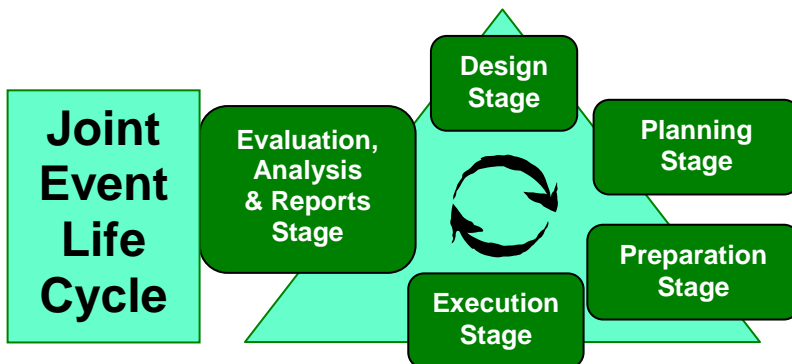 Joint
Event
Life
Cycle
Evaluation,
Analysis
& Reports
Stage
Design
Stage
Planning
Stage
Preparation
Stage
Execution
Stage